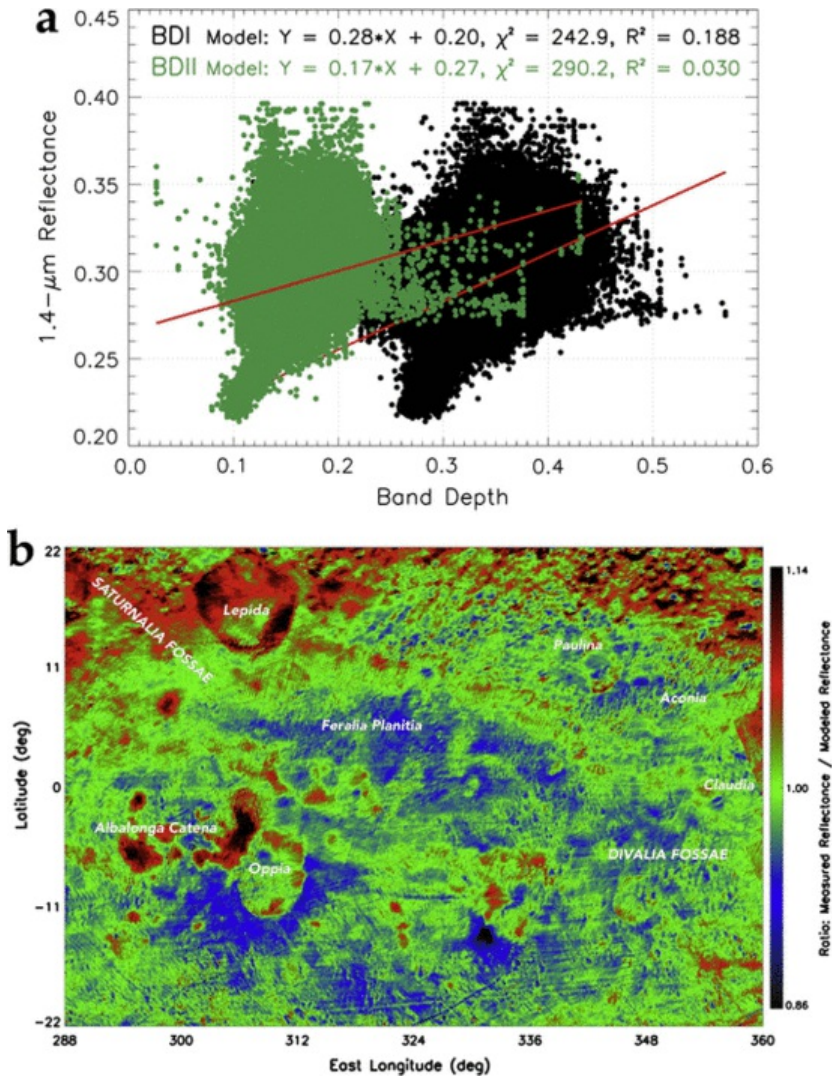 a
BDI Model: Y = 0.28*X + 0.20, χ² = 242.9, R² = 0.188
BDII Model: Y = 0.17*X + 0.27, χ² = 290.2, R² = 0.030
0.45
0.40
0.35
0.30
0.25
0.20
1.4-μm Reflectance
0.0 0.1 0.2 0.3 0.4 0.5 0.6
Band Depth
b
22
11
0
-11
-22
Latitude (deg)
SATURNALIA FOSSAE
Lepida
Paulina
Aconia
Feralia Planitia
Claudia
Albalonga Catena
DIVALIA FOSSAE
Oppia
288 300 312 324 336 348 360
East Longitude (deg)
1.14
1.00
0.86
Ratio: Measured Reflectance / Modeled Reflectance